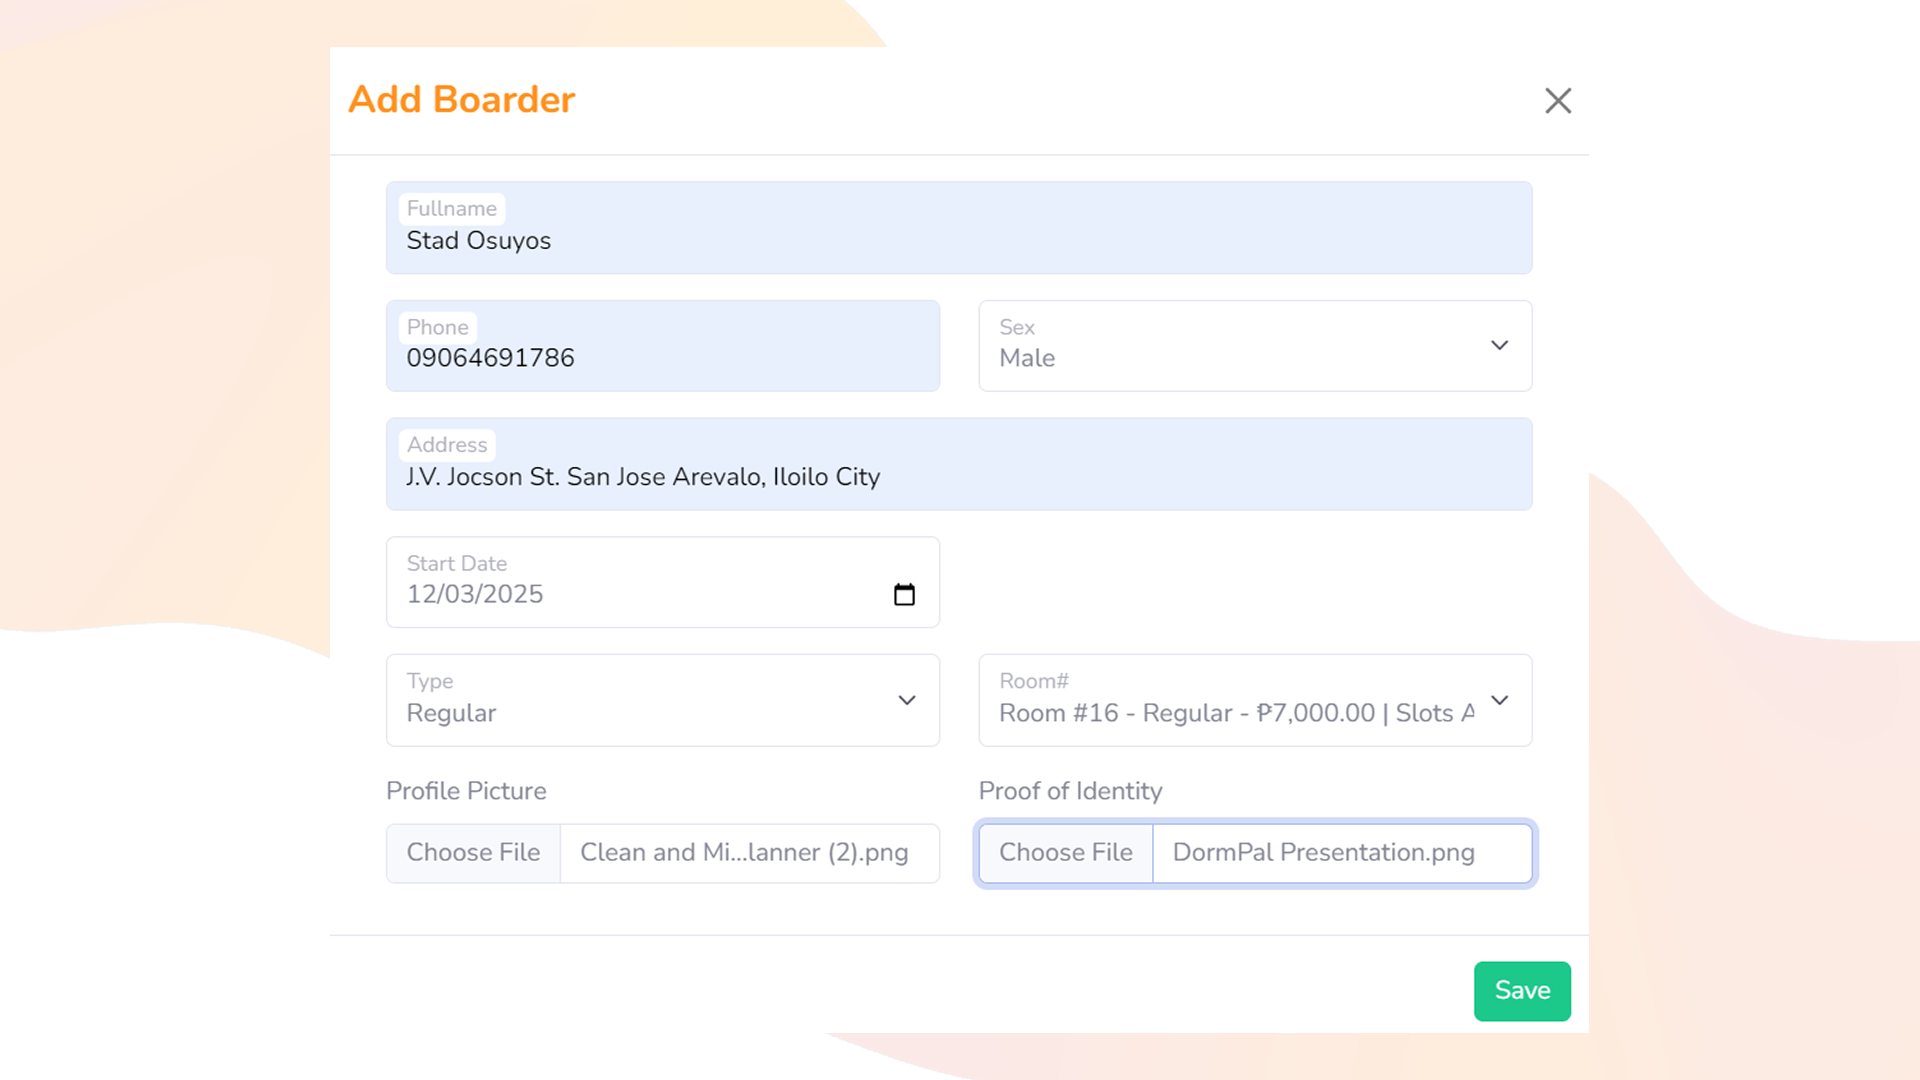 Add Boarder
Fullname
Stad Osuyos
Phone
09064691786
Sex
Male
Address
J.V. Jocson St. San Jose Arevalo, Iloilo City
Start Date
12/03/2025
Type
Regular
Room#
Room #16 - Regular - ₱7,000.00 | Slots A
Profile Picture
Proof of Identity
Choose File Clean and Mi...lanner (2).png
Choose File DormPal Presentation.png
Save